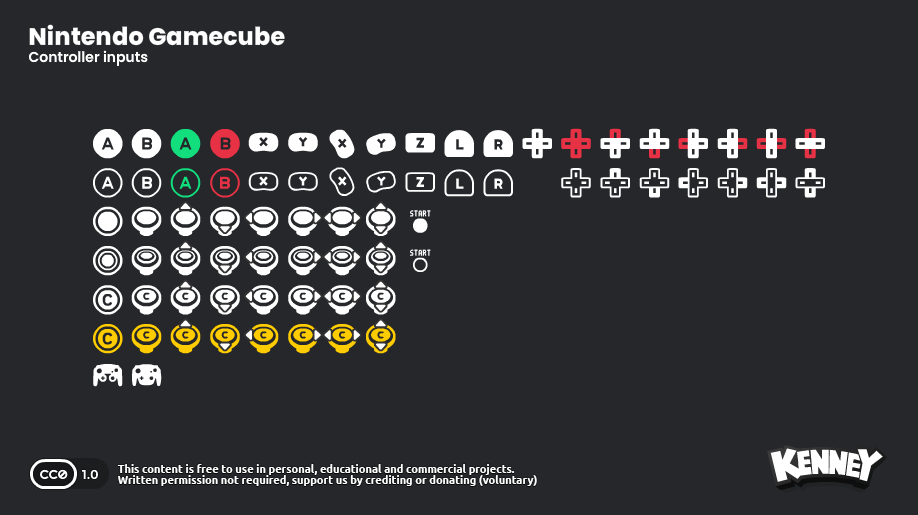 Nintendo Gamecube
Controller inputs
A B A B X Y X Y Z L R
A B A B X Y X Y Z L R
START
START
C C C C C C C C
C C C C C C C C
CC0 1.0
This content is free to use in personal, educational and commercial projects.
Written permission not required, support us by crediting or donating (voluntary)
KENNEY